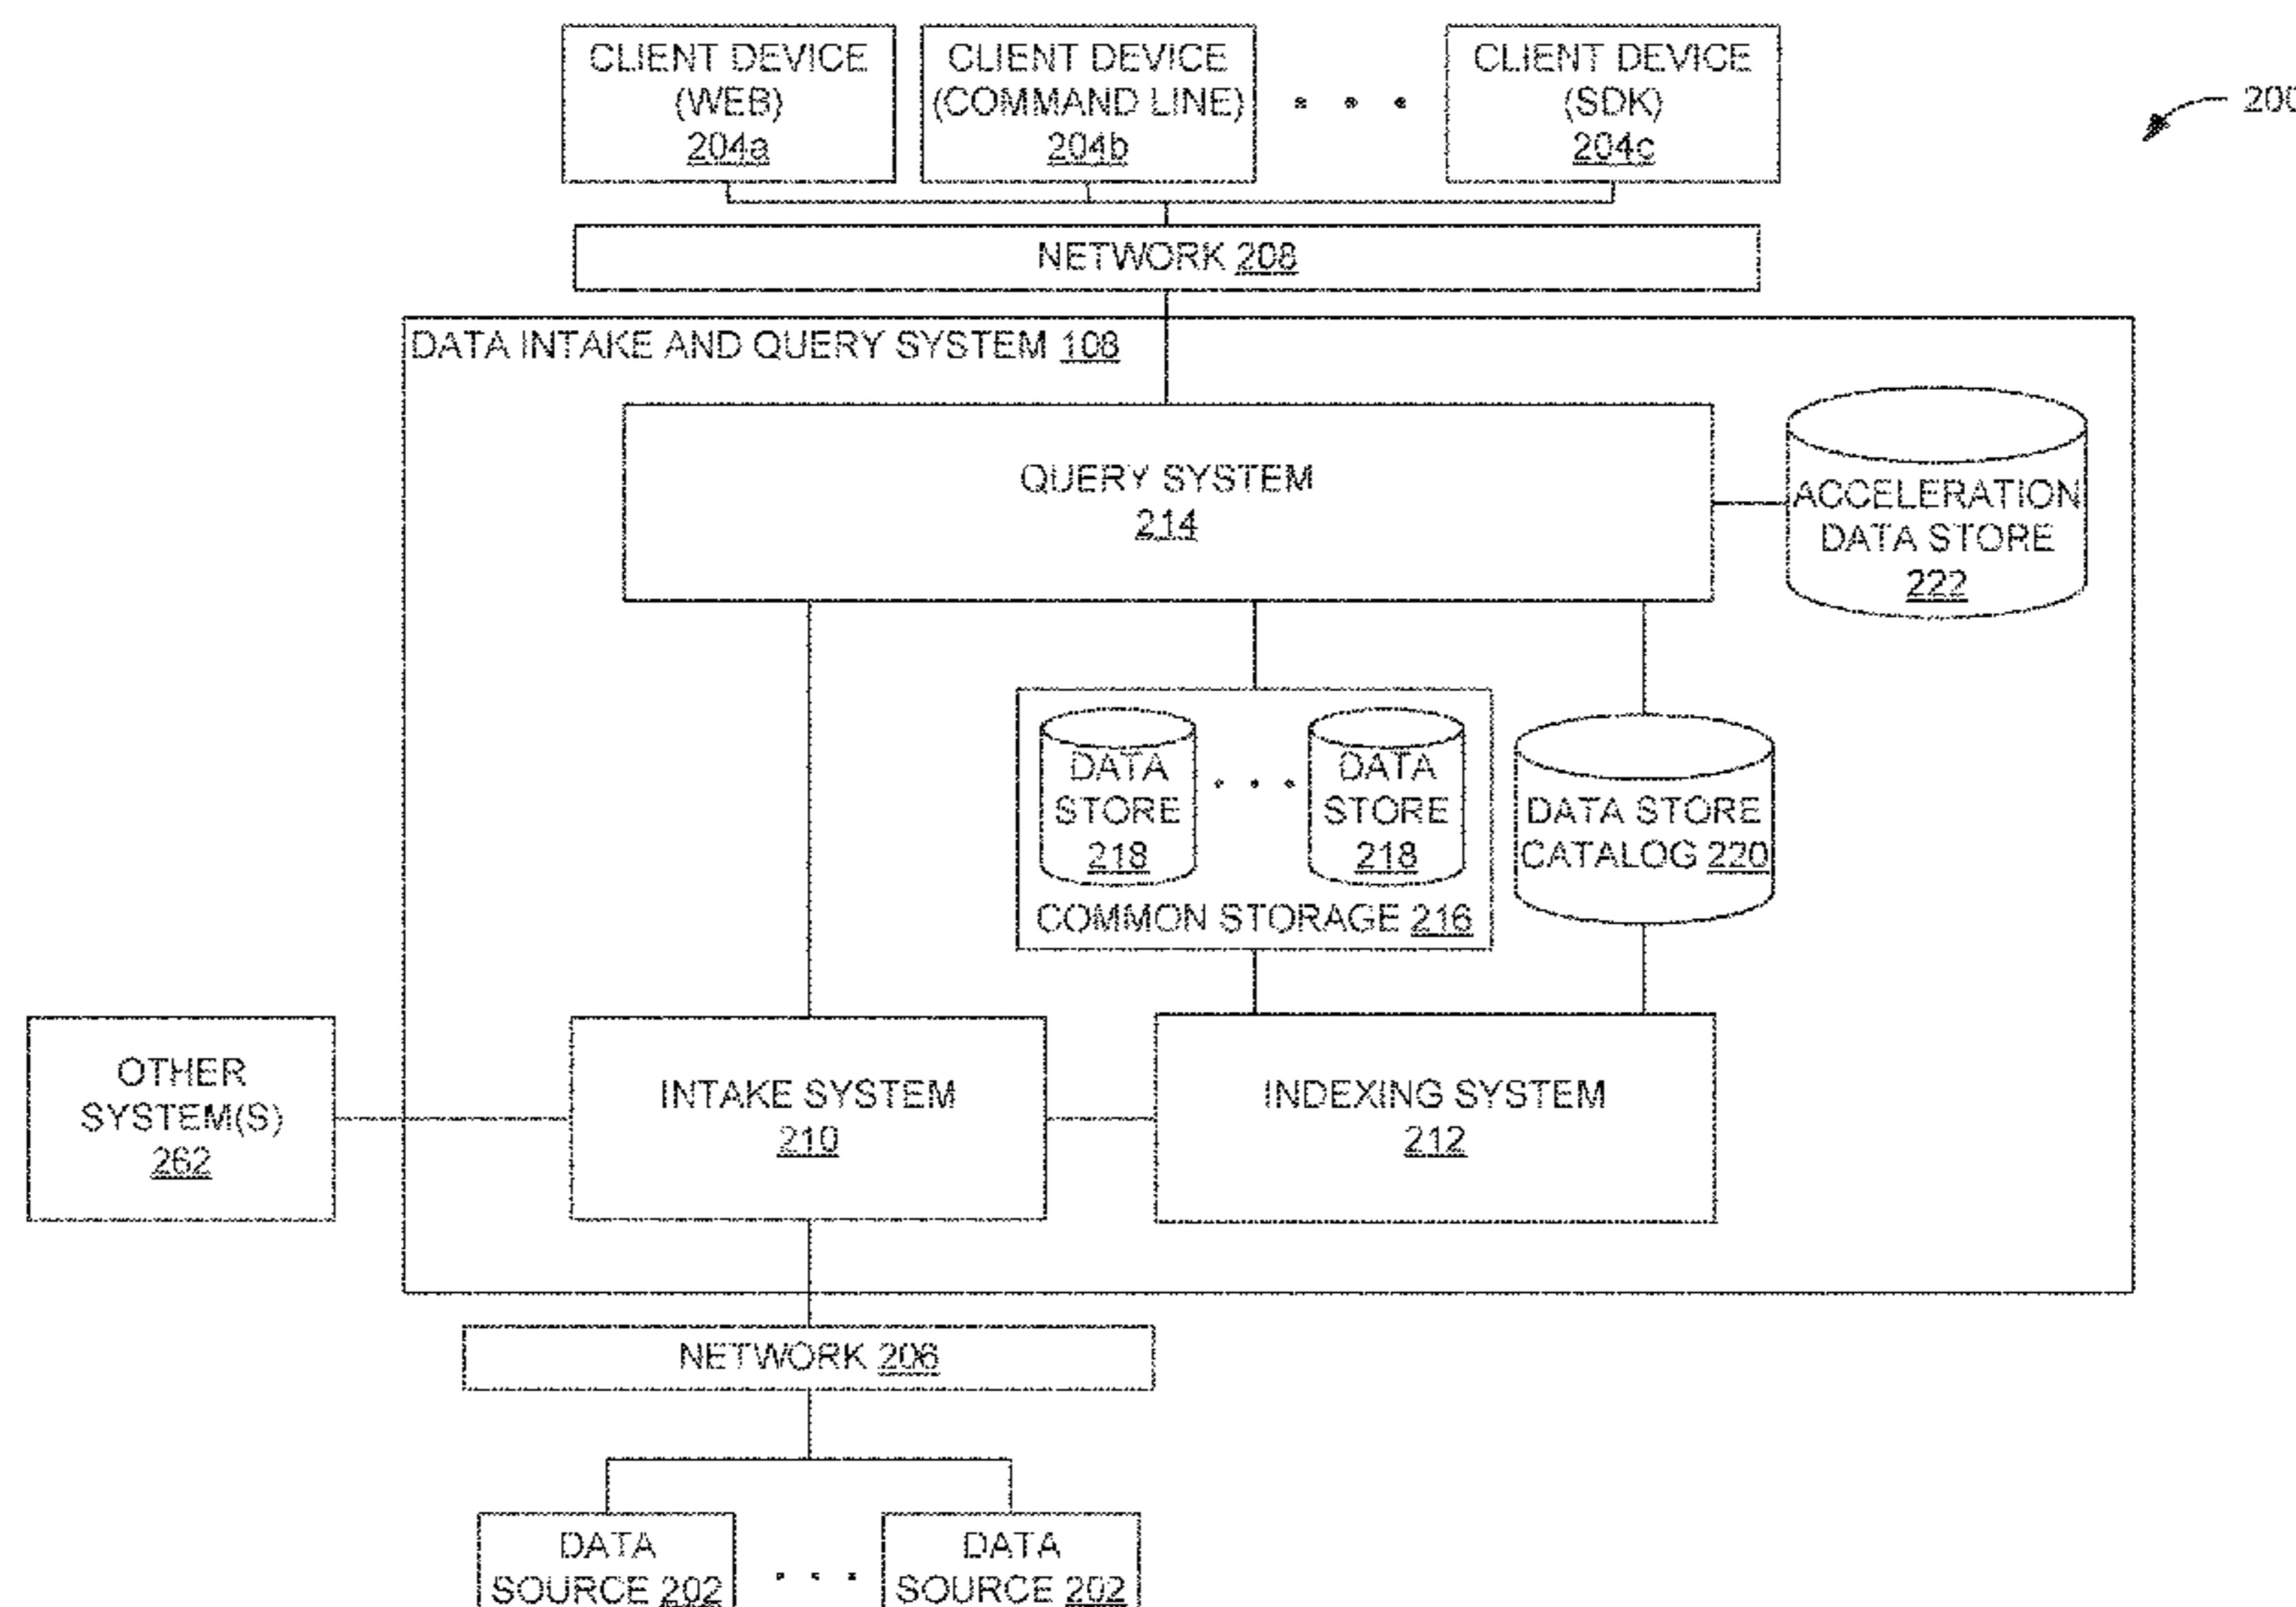 CLIENT DEVICE
(WEB)
204a
CLIENT DEVICE
(COMMAND LINE)
204b
CLIENT DEVICE
(SDK)
204c
200
NETWORK 208
DATA INTAKE AND QUERY SYSTEM 108
QUERY SYSTEM
214
ACCELERATION
DATA STORE
222
DATA
STORE
218
DATA
STORE
218
COMMON STORAGE 216
DATA STORE
CATALOG 220
OTHER
SYSTEM(S)
262
INTAKE SYSTEM
210
INDEXING SYSTEM
212
NETWORK 206
DATA
SOURCE 202
DATA
SOURCE 202